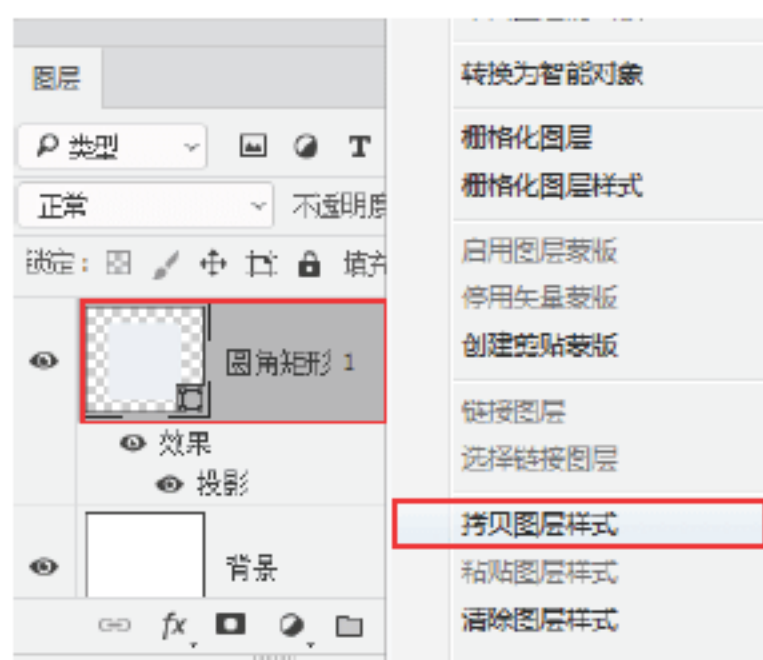 图层
类型
T
正常
不透明度
锁定：
填充
圆角矩形 1
效果
投影
背景
fx
转换为智能对象
栅格化图层
栅格化图层样式
启用图层蒙版
停用矢量蒙版
创建剪贴蒙版
链接图层
选择链接图层
拷贝图层样式
粘贴图层样式
清除图层样式